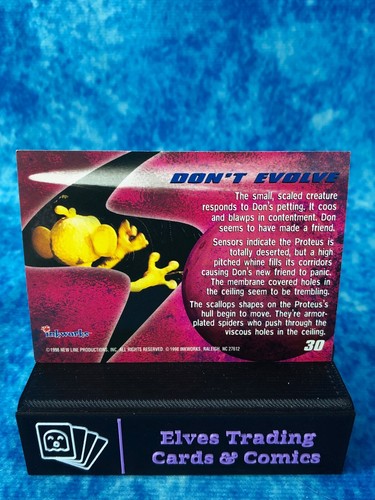 DON'T EVOLVE
The small, scaled creature
responds to Don's petting. It coos
and blawps in contentment. Don
seems to have made a friend.
Sensors indicate the Proteus is
totally deserted, but a high
pitched whine fills its corridors
causing Don's new friend to panic.
The membrane covered holes in
the ceiling seem to be trembling.
The scallops shapes on the Proteus's
hull begin to move. They're armor-
plated spiders who push through the
viscous holes in the ceiling.
inkworks
©1998 NEW LINE PRODUCTIONS, INC. ALL RIGHTS RESERVED ©1998 INKWORKS, RALEIGH, NC 27612
30
Elves Trading
Cards & Comics